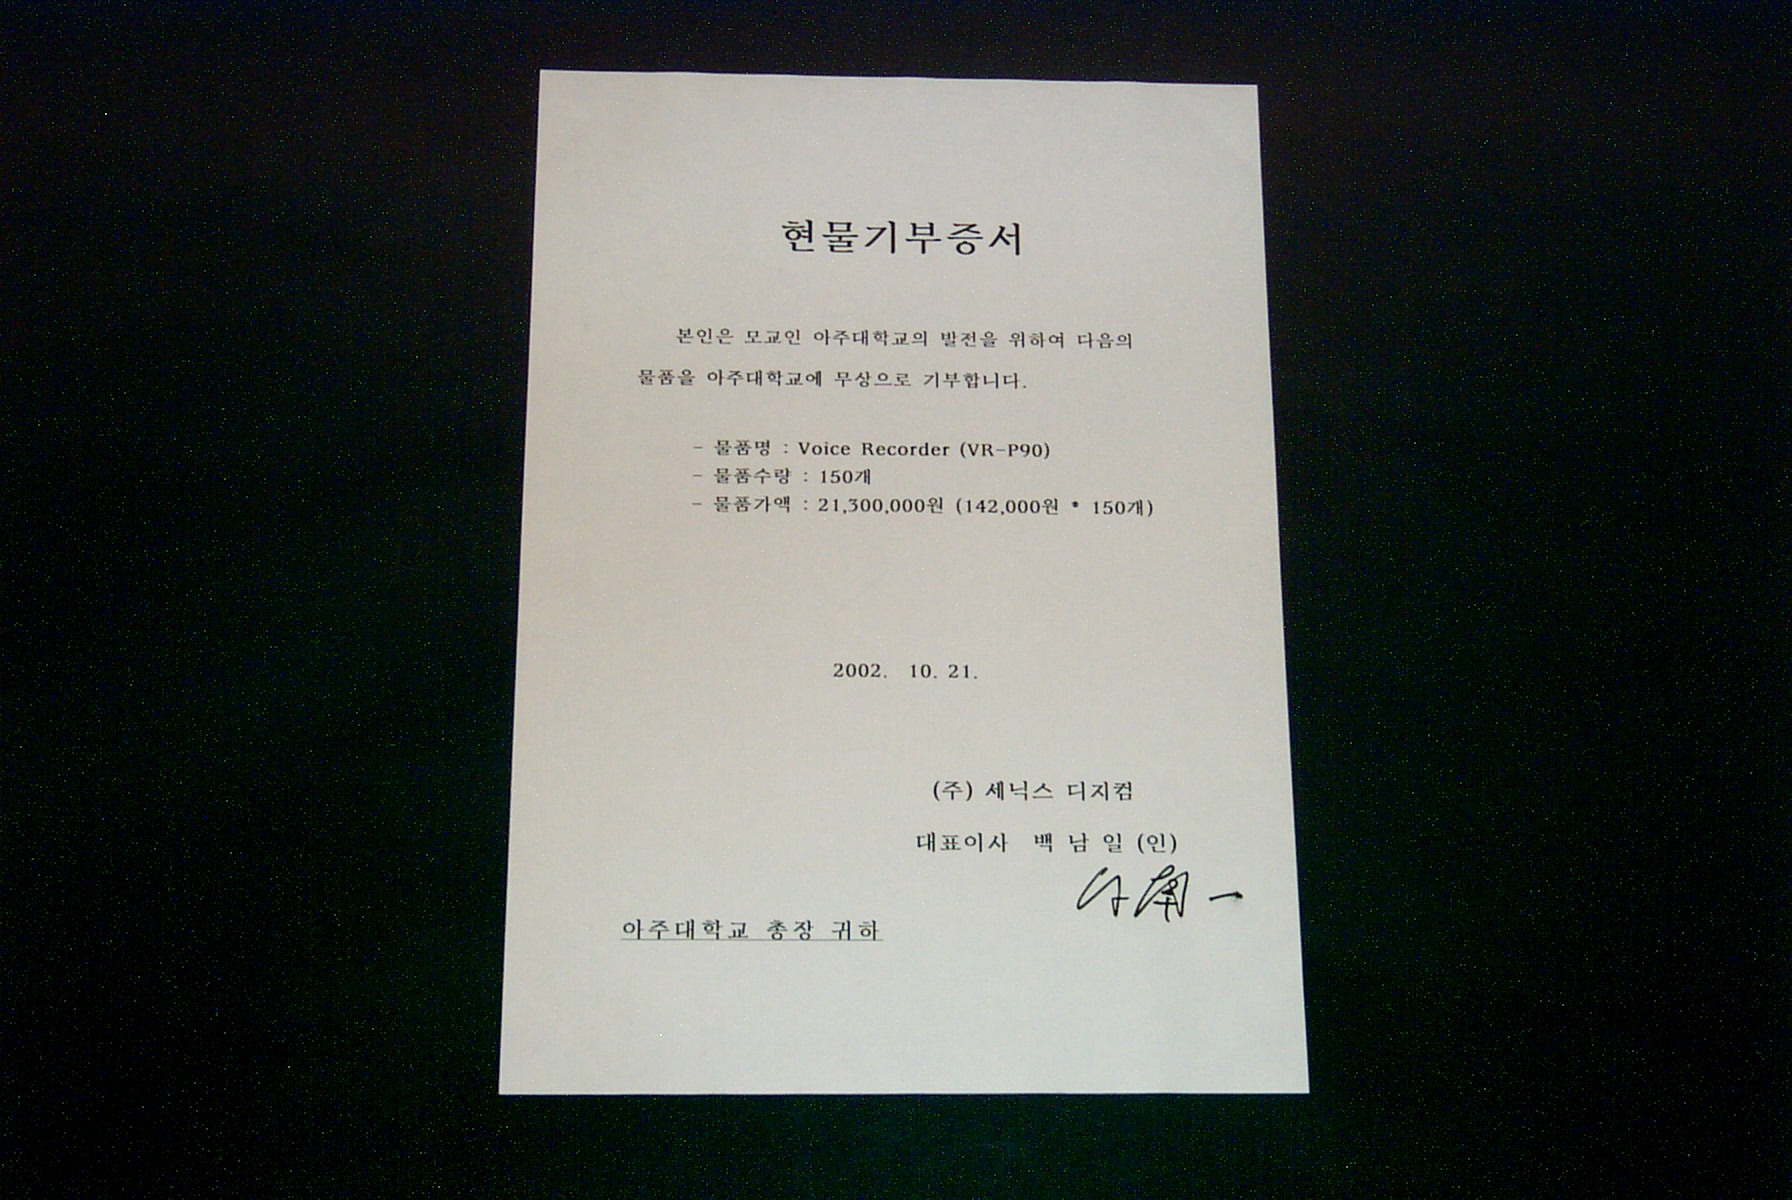 현물기부증서
본인은 모교인 아주대학교의 발전을 위하여 다음의
물품을 아주대학교에 무상으로 기부합니다.
- 물품명 : Voice Recorder (VR-P90)
- 물품수량 : 150개
- 물품가액 : 21,300,000원 (142,000원 * 150개)
2002. 10. 21.
(주) 세닉스 디지컴
대표이사 백 남 일 (인)
아주대학교 총장 귀하